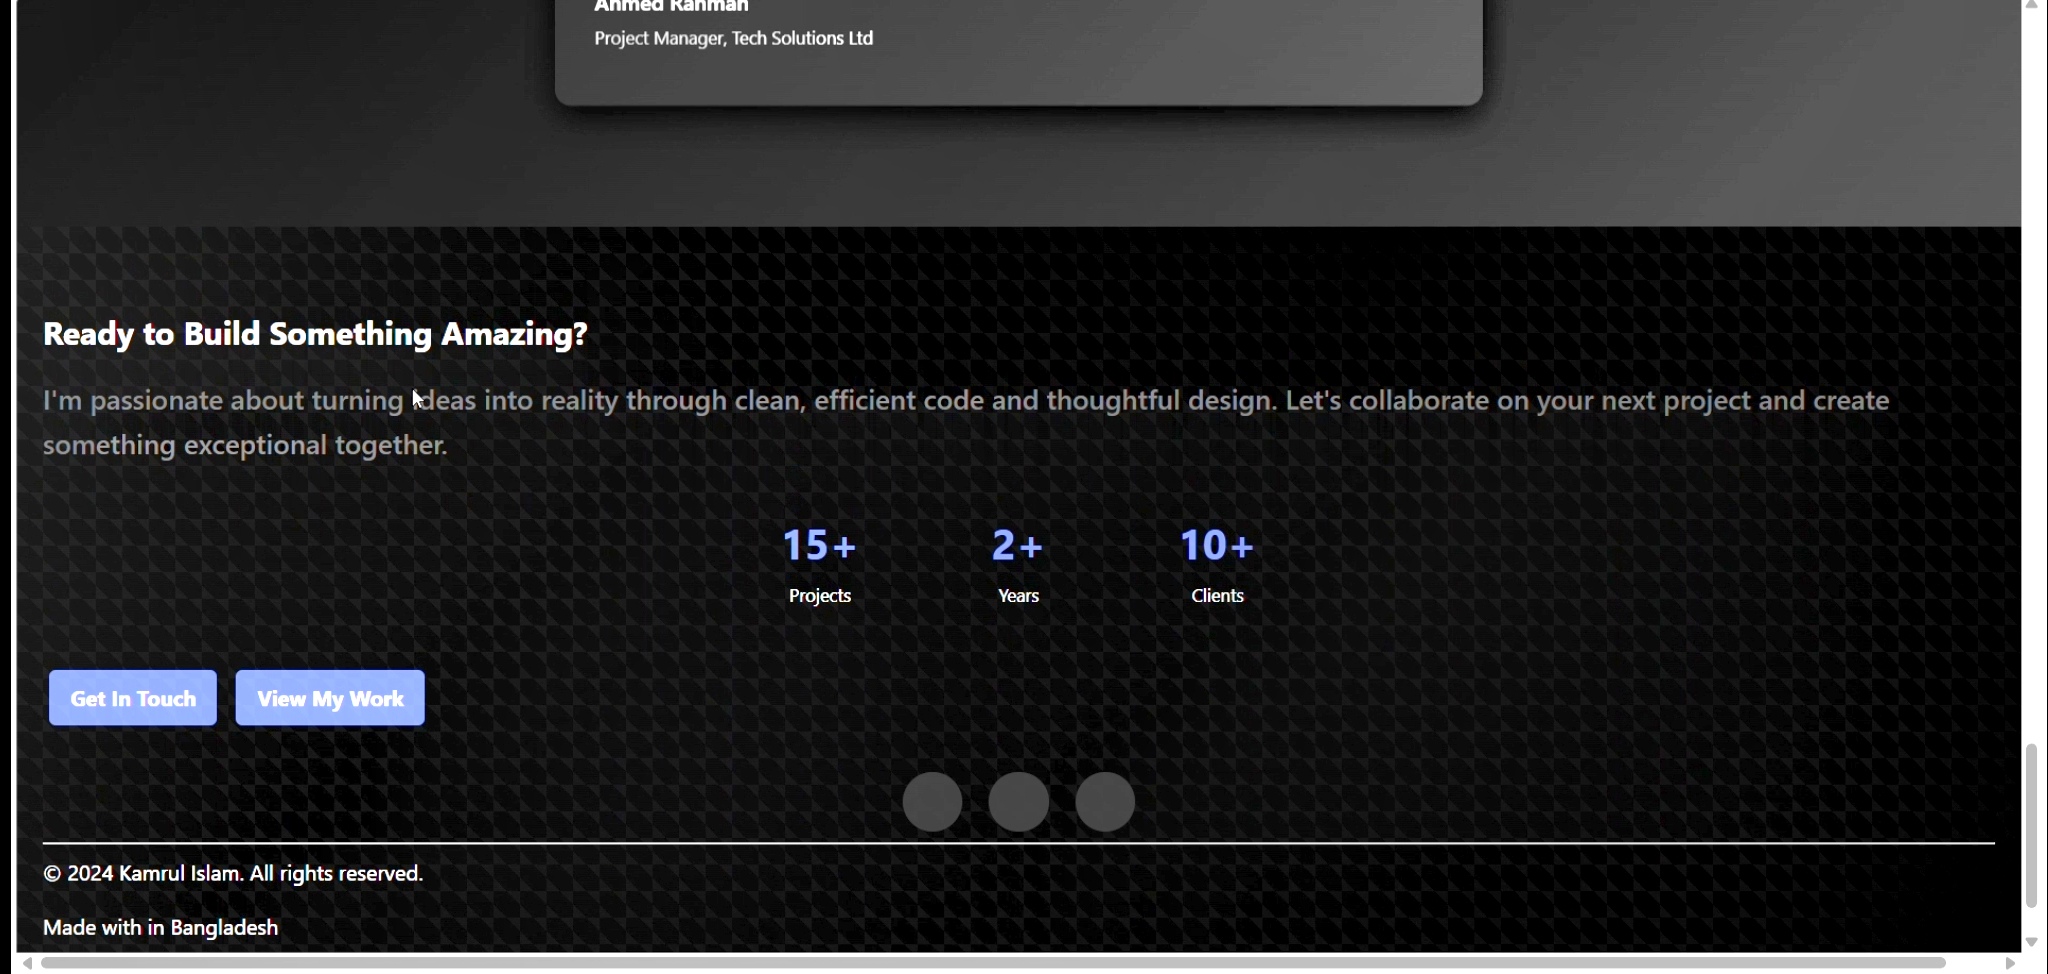 Ahmed Rahman
Project Manager, Tech Solutions Ltd
Ready to Build Something Amazing?
I'm passionate about turning ideas into reality through clean, efficient code and thoughtful design. Let's collaborate on your next project and create
something exceptional together.
15+ 2+ 10+
Projects Years Clients
Get In Touch View My Work
© 2024 Kamrul Islam. All rights reserved.
Made with in Bangladesh